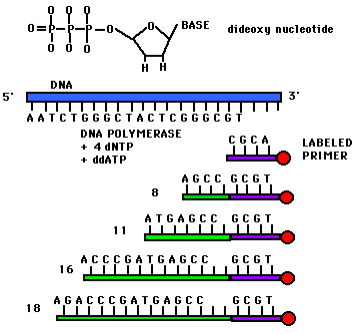 O O O
O=P-P-P-O O BASE
O O O
H H
dideoxy nucleotide
DNA
5' 3'
AATCTGGGCTACTCGGGCGT
DNA POLYMERASE
+ 4 dNTP
+ ddATP
CGCA LABELED
PRIMER
AGCC GCGT
8
ATGAGCC GCGT
11
ACCCGATGAGCC GCGT
16
AGACCCGATGAGCC GCGT
18